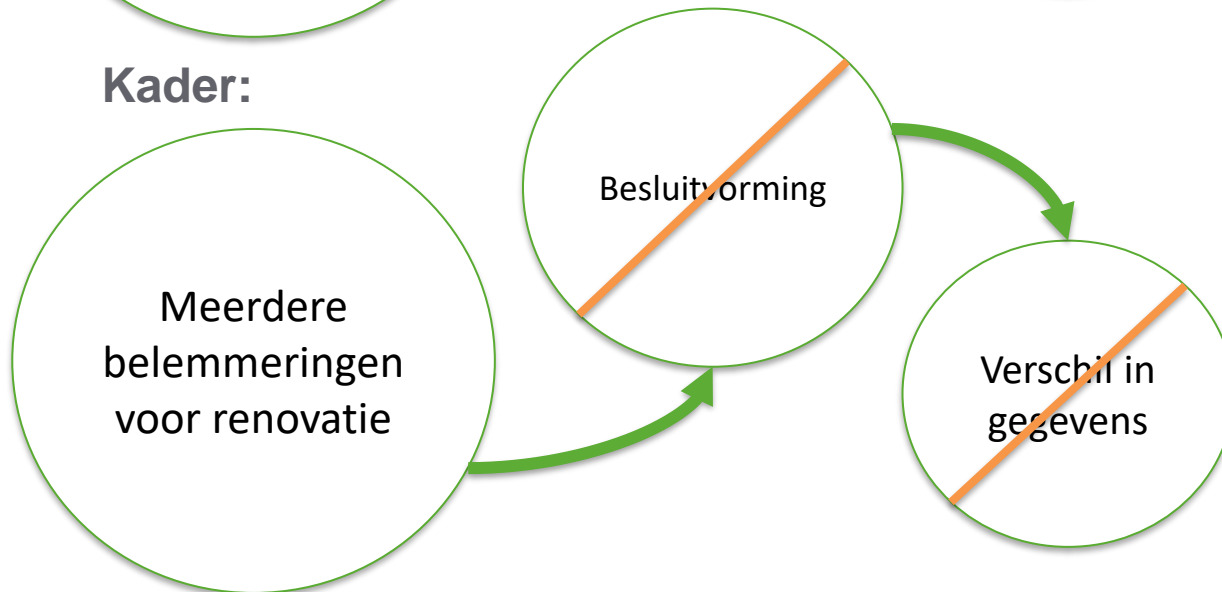 Kader:
Besluitvorming
Meerdere
belemmeringen
voor renovatie
Verschil in
gegevens